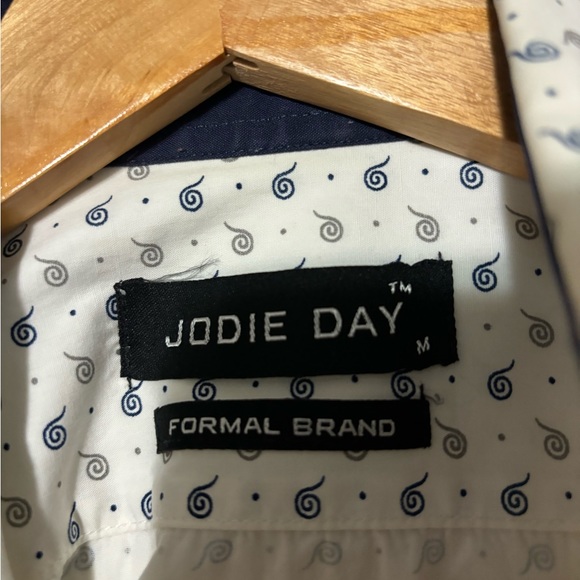 JODIE DAY™
M
FORMAL BRAND